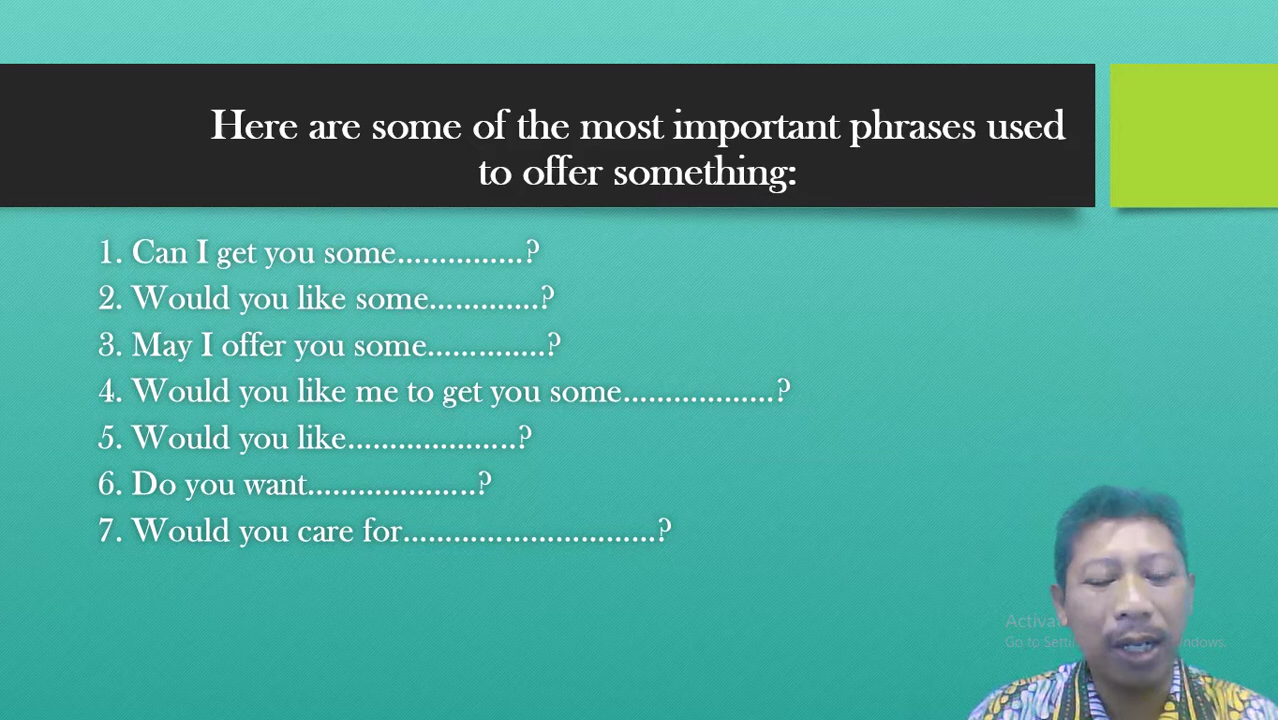 Here are some of the most important phrases used
to offer something:
1. Can I get you some...............?
2. Would you like some.............?
3. May I offer you some..............?
4. Would you like me to get you some..................?
5. Would you like....................?
6. Do you want....................?
7. Would you care for..............................?
Go to